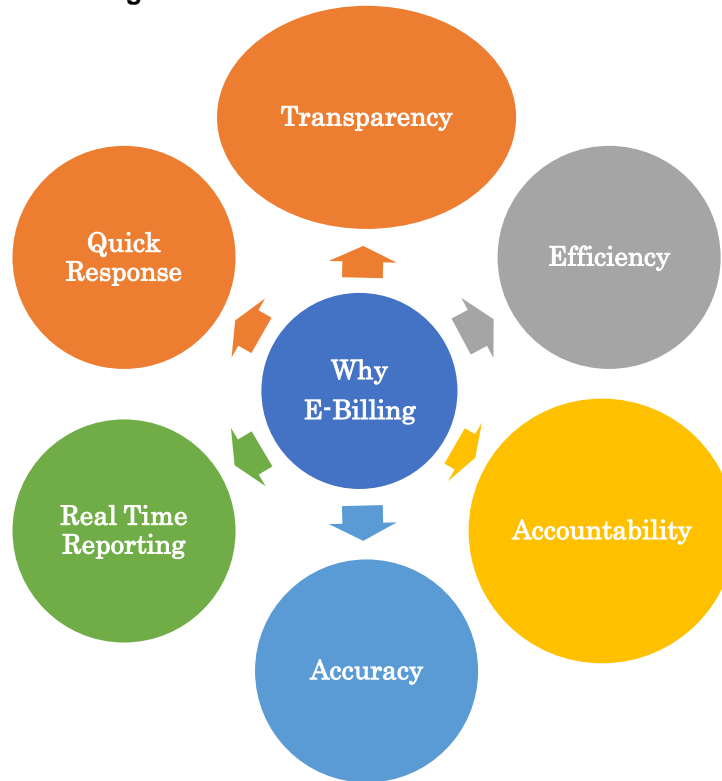 Transparency
Efficiency
Accountability
Accuracy
Real Time
Reporting
Quick
Response
Why
E-Billing